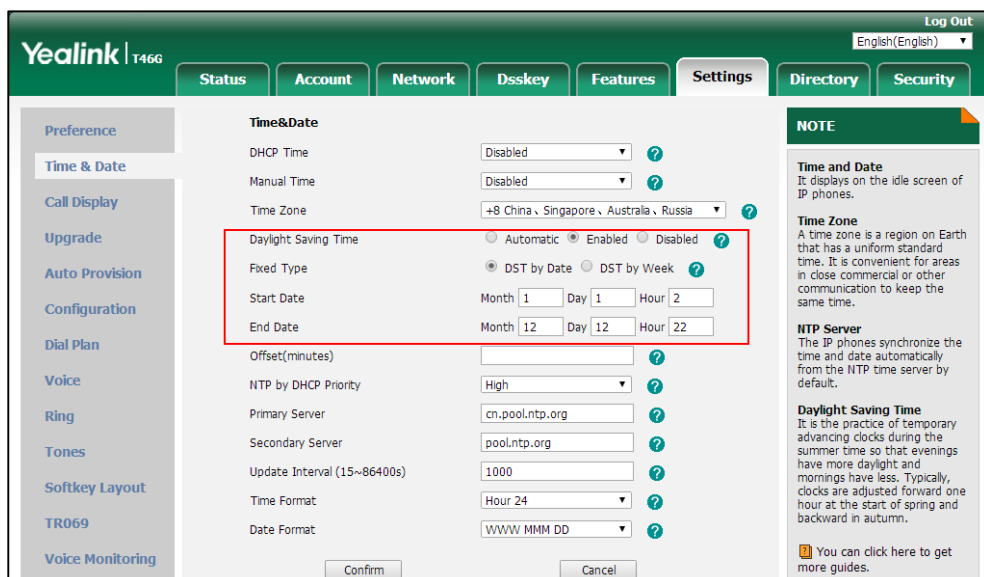 Log Out
Yealink T46G
English(English)
Status Account Network Dsskey Features Settings Directory Security
Preference
Time & Date
Call Display
Upgrade
Auto Provision
Configuration
Dial Plan
Voice
Ring
Tones
Softkey Layout
TR069
Voice Monitoring
Time&Date
DHCP Time Disabled ?
Manual Time Disabled ?
Time Zone +8 China、Singapore、Australia、Russia ?
Daylight Saving Time Automatic Enabled Disabled ?
Fixed Type DST by Date DST by Week ?
Start Date Month 1 Day 1 Hour 2
End Date Month 12 Day 12 Hour 22
Offset(minutes) ?
NTP by DHCP Priority High ?
Primary Server cn.pool.ntp.org ?
Secondary Server pool.ntp.org ?
Update Interval (15~86400s) 1000 ?
Time Format Hour 24 ?
Date Format WWW MMM DD ?
Confirm Cancel
NOTE
Time and Date
It displays on the idle screen of
IP phones.
Time Zone
A time zone is a region on Earth
that has a uniform standard
time. It is convenient for areas
in close commercial or other
communication to keep the
same time.
NTP Server
The IP phones synchronize the
time and date automatically
from the NTP time server by
default.
Daylight Saving Time
It is the practice of temporary
advancing clocks during the
summer time so that evenings
have more daylight and
mornings have less. Typically,
clocks are adjusted forward one
hour at the start of spring and
backward in autumn.
? You can click here to get
more guides.